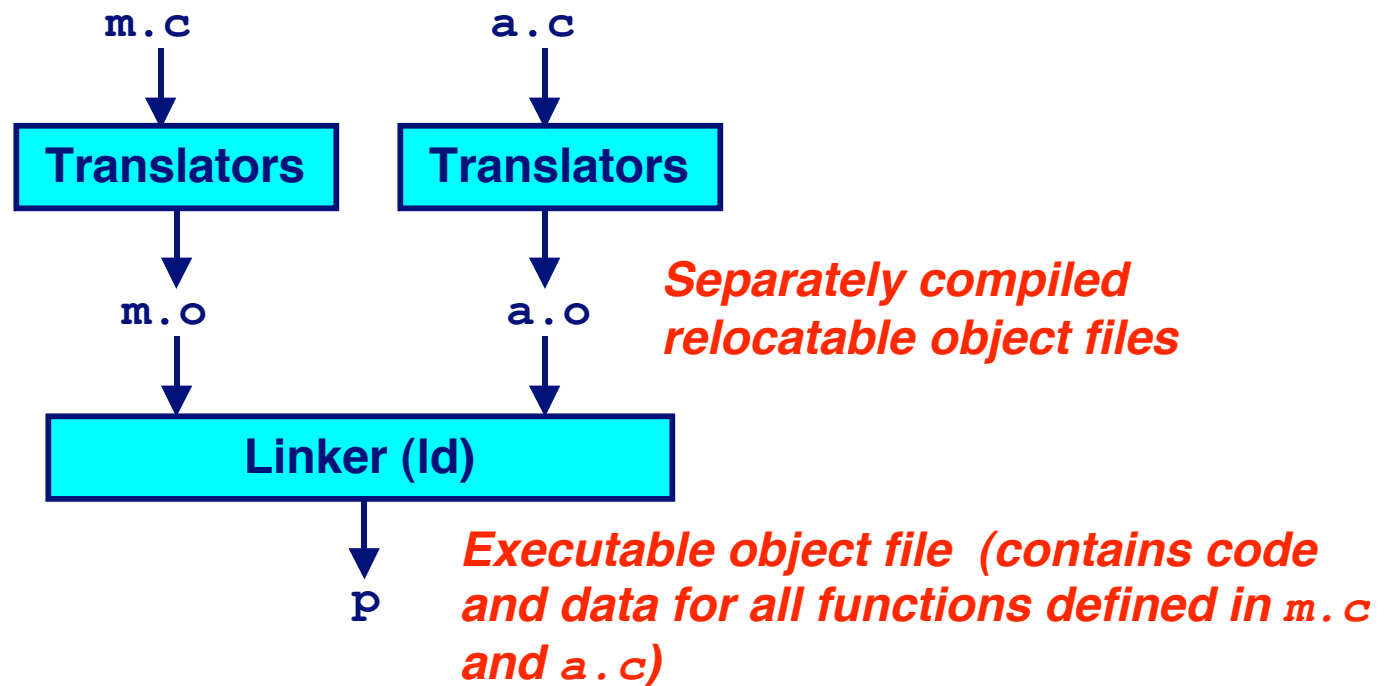 m.c a.c
Translators Translators
m.o a.o
Separately compiled
relocatable object files
Linker (ld)
p
Executable object file (contains code
and data for all functions defined in m.c
and a.c)